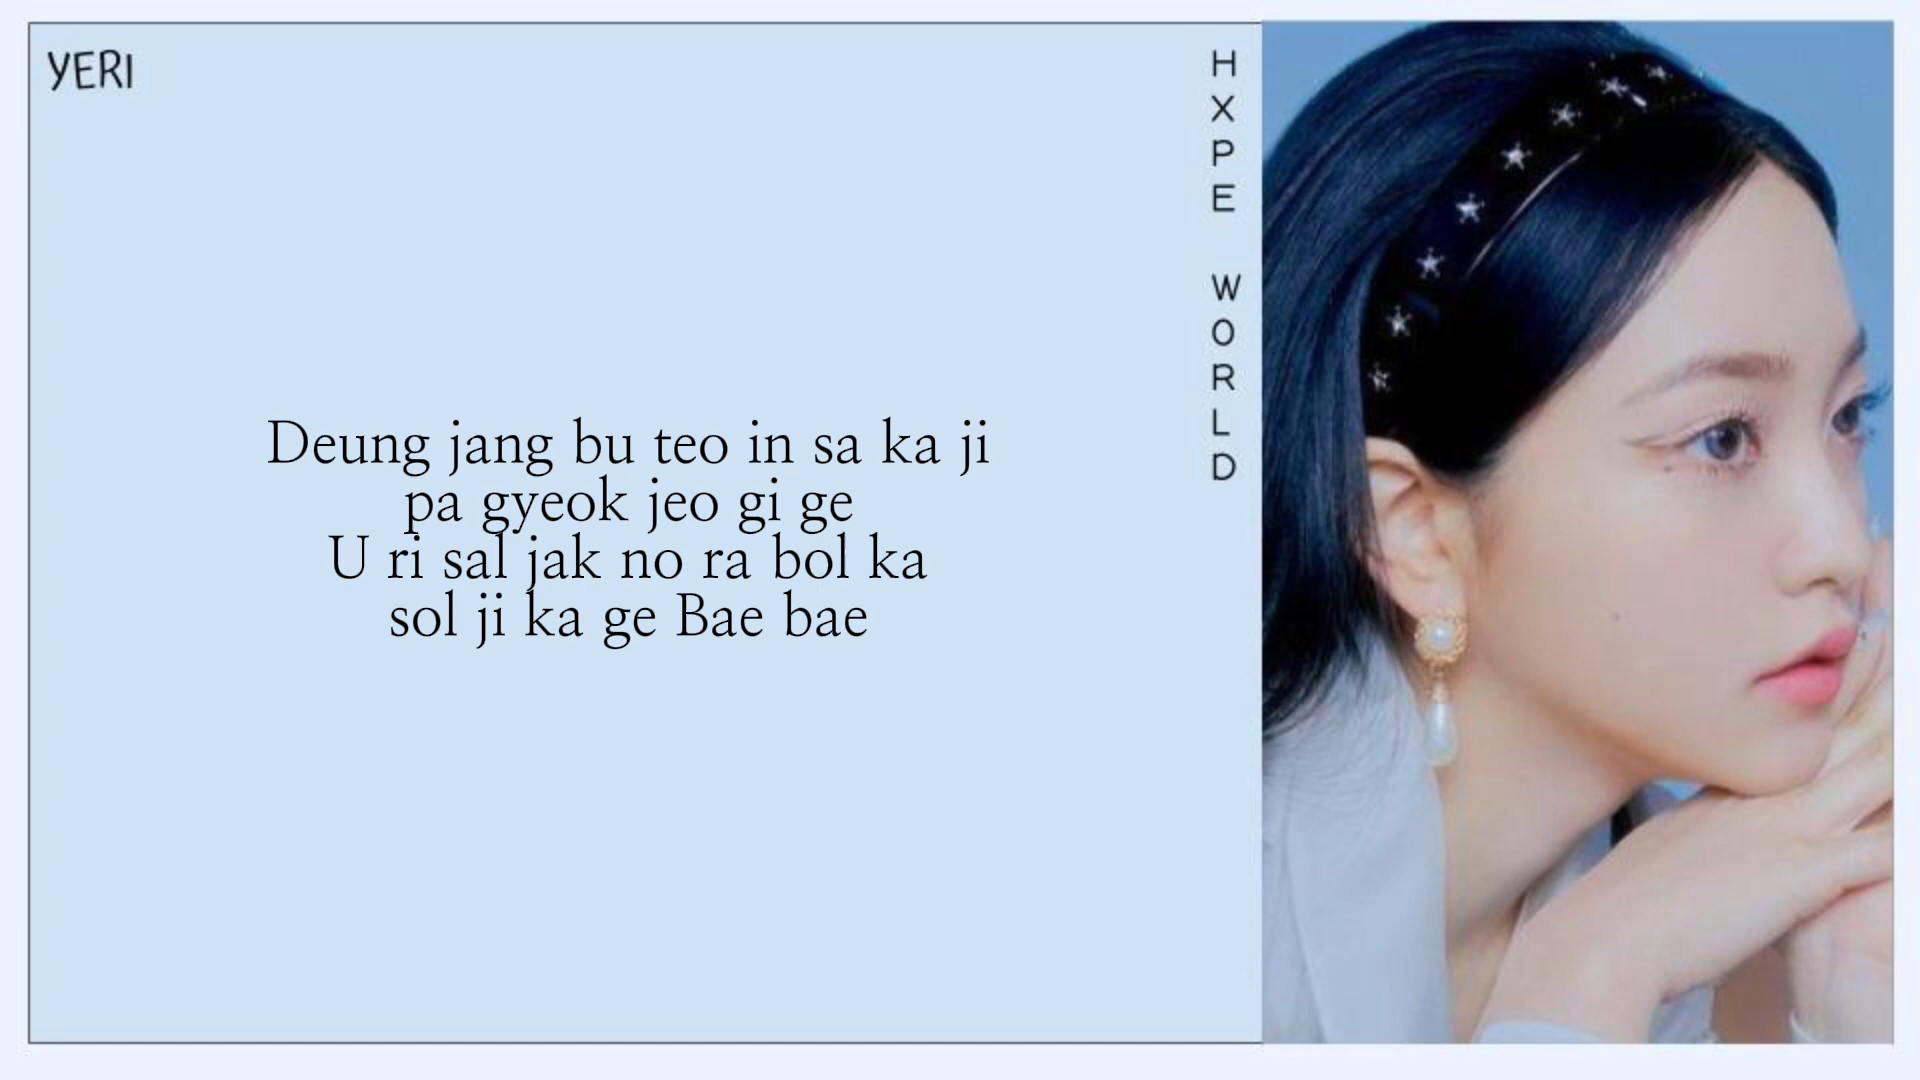 YERI
HXPE WORLD
Deung jang bu teo in sa ka ji
pa gyeok jeo gi ge
U ri sal jak no ra bol ka
sol ji ka ge Bae bae